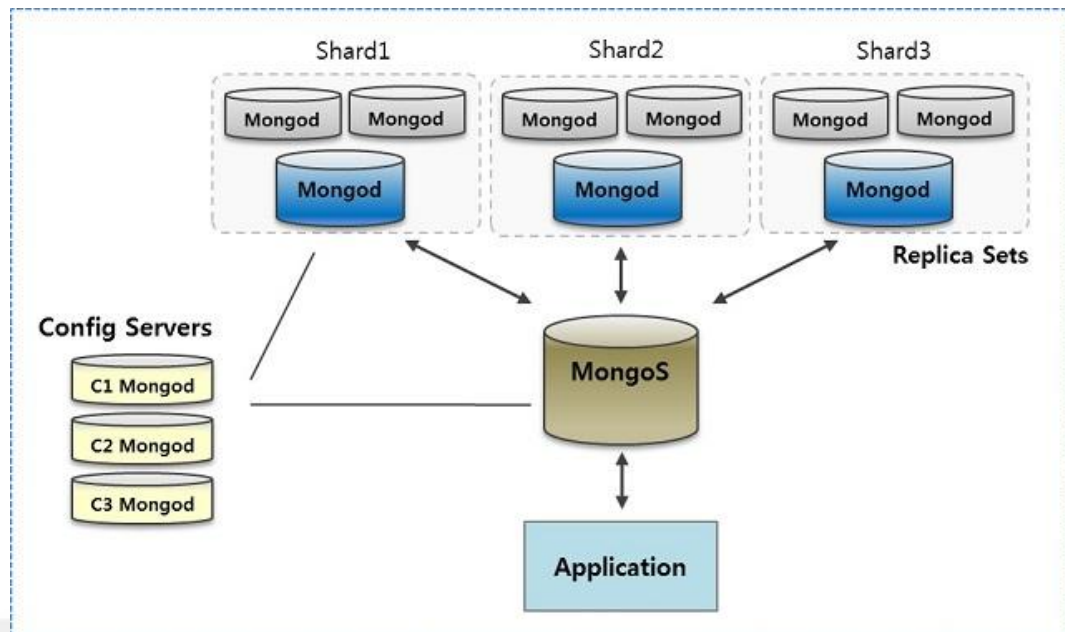 Shard1
Shard2
Shard3
Mongod Mongod
Mongod
Mongod Mongod
Mongod
Mongod Mongod
Mongod
Replica Sets
Config Servers
C1 Mongod
C2 Mongod
C3 Mongod
MongoS
Application